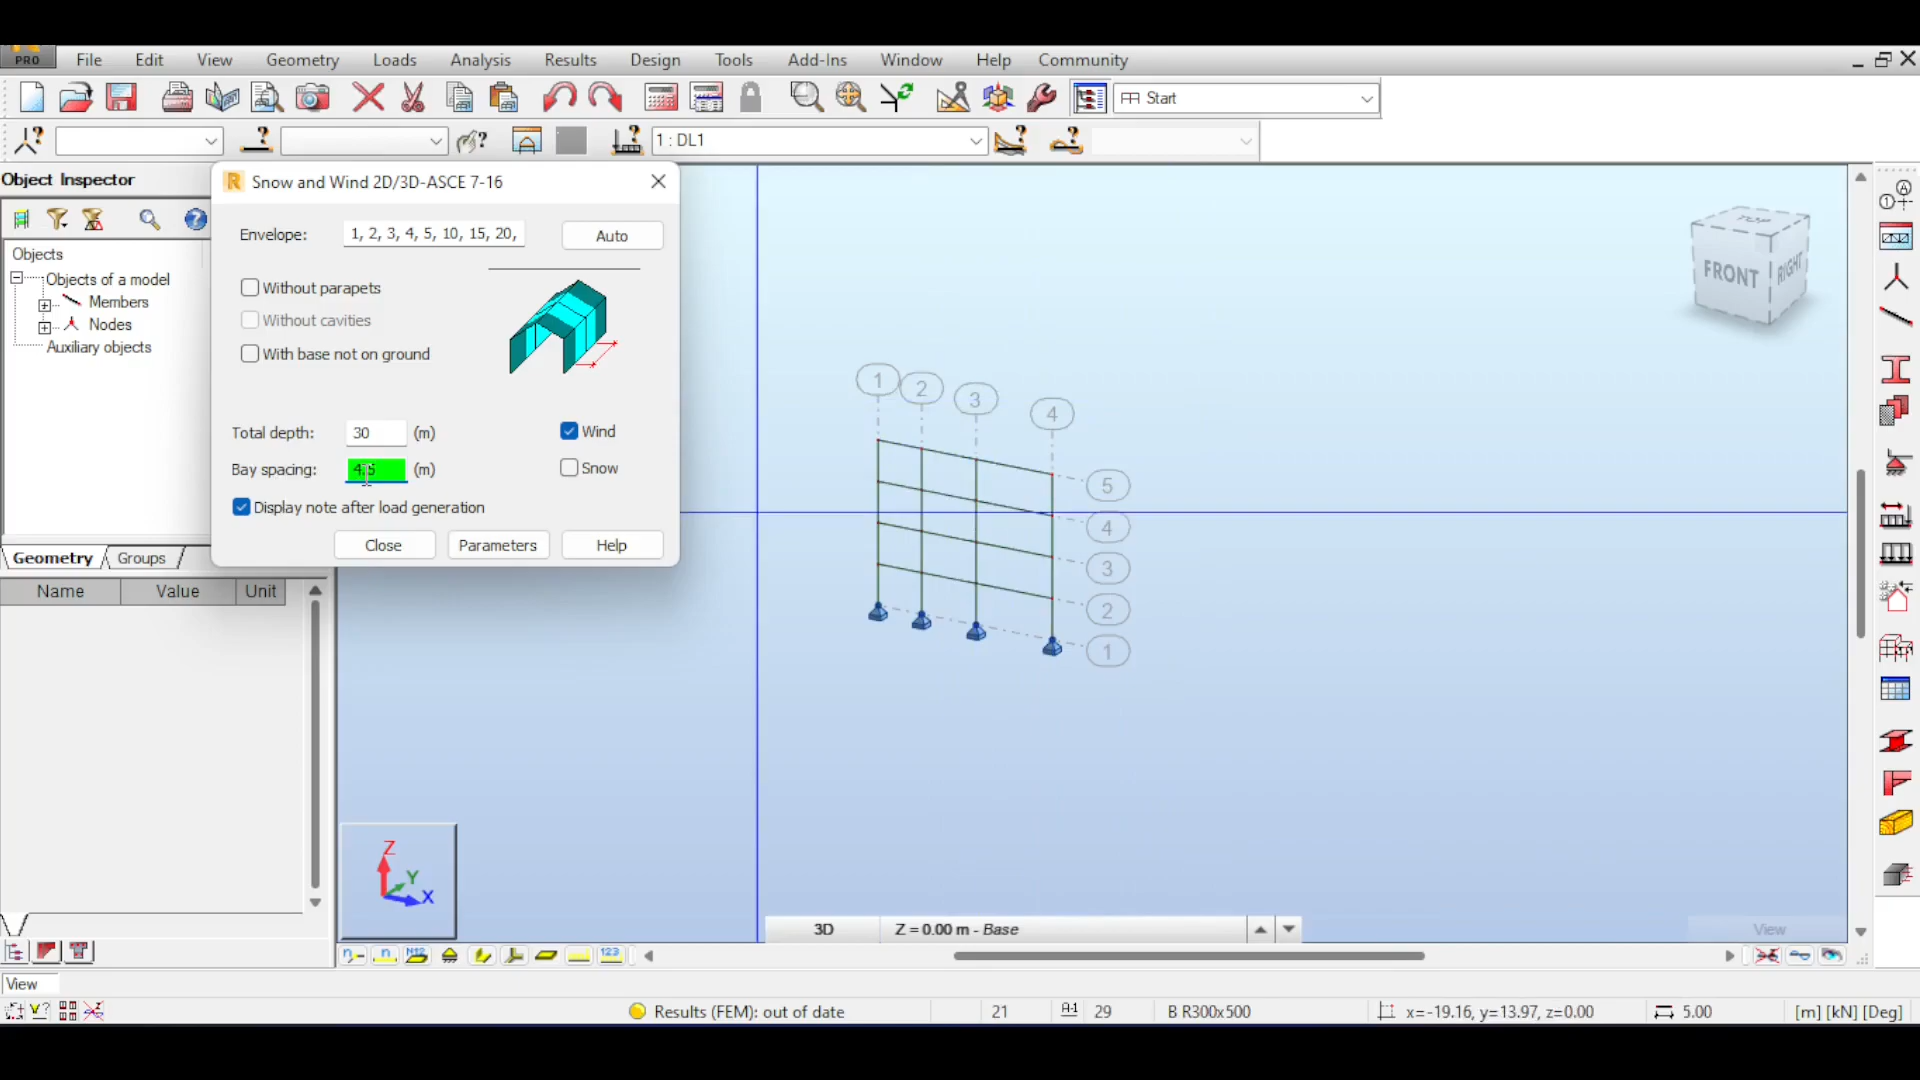 PRO File Edit View Geometry Loads Analysis Results Design Tools Add-Ins Window Help Community
Start
1 : DL1
Object Inspector
Objects
Objects of a model
Members
Nodes
Auxiliary objects
Geometry Groups
Name Value Unit
Snow and Wind 2D/3D-ASCE 7-16
Envelope: 1, 2, 3, 4, 5, 10, 15, 20, Auto
Without parapets
Without cavities
With base not on ground
Total depth: 30 (m) Wind
Bay spacing: 4.5 (m) Snow
Display note after load generation
Close Parameters Help
TOP
FRONT RIGHT
1 2 3 4
5
4
3
2
1
Z
Y
X
3D Z = 0.00 m - Base
View
View
Results (FEM): out of date 21 29 B R300x500 x=-19.16, y=13.97, z=0.00 5.00 [m] [kN] [Deg]